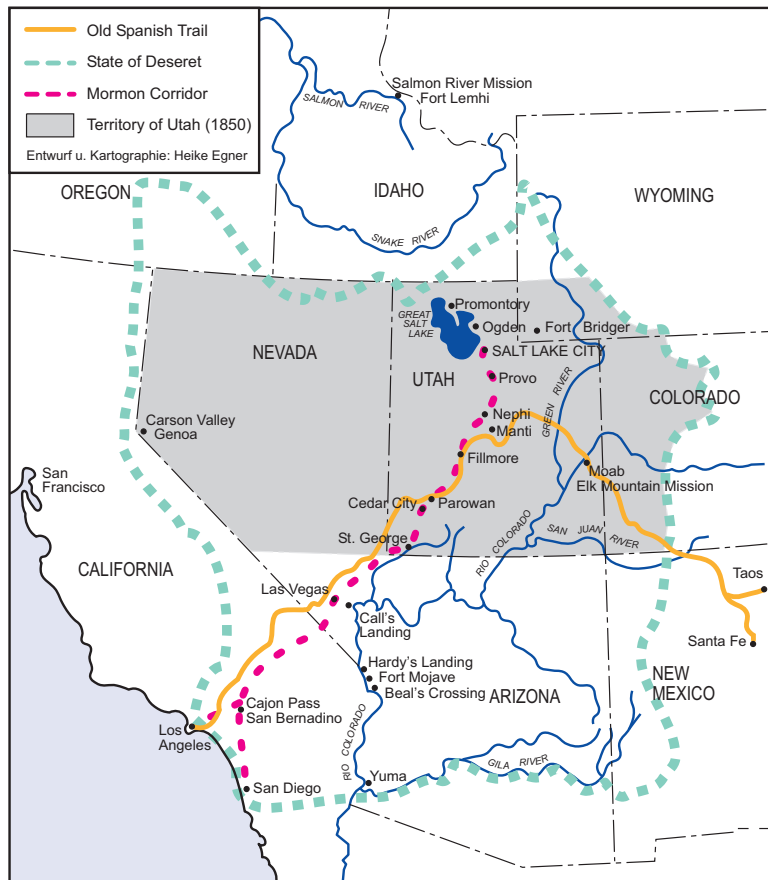 Old Spanish Trail
State of Deseret
Mormon Corridor
Territory of Utah (1850)
Entwurf u. Kartographie: Heike Egner
Salmon River Mission
Fort Lemhi
SALMON RIVER
OREGON
IDAHO
WYOMING
SNAKE RIVER
Promontory
GREAT
SALT
LAKE
Ogden
Fort Bridger
NEVADA
SALT LAKE CITY
UTAH
Provo
COLORADO
GREEN RIVER
Nephi
Carson Valley
Genoa
Manti
Fillmore
San
Francisco
Moab
Elk Mountain Mission
Cedar City
Parowan
St. George
RIO COLORADO
SAN JUAN
RIVER
CALIFORNIA
Taos
Las Vegas
Call's
Landing
Santa Fe
Hardy's Landing
Fort Mojave
Beal's Crossing
ARIZONA
NEW
MEXICO
Cajon Pass
San Bernadino
Los
Angeles
RIO COLORADO
GILA RIVER
Yuma
San Diego